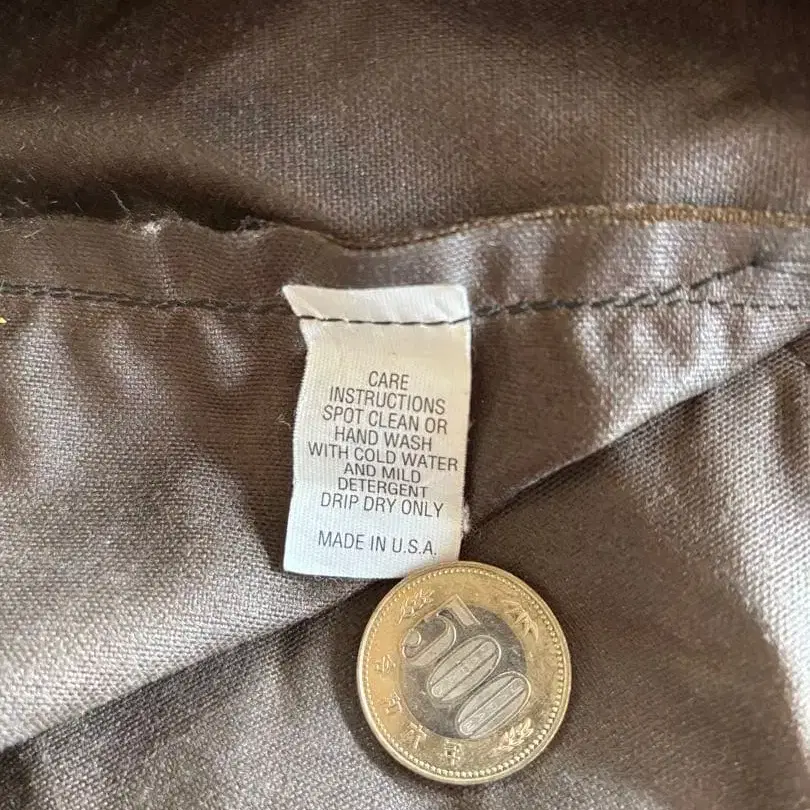 CARE
INSTRUCTIONS
SPOT CLEAN OR
HAND WASH
WITH COLD WATER
AND MILD
DETERGENT
DRIP DRY ONLY
MADE IN U.S.A.
500